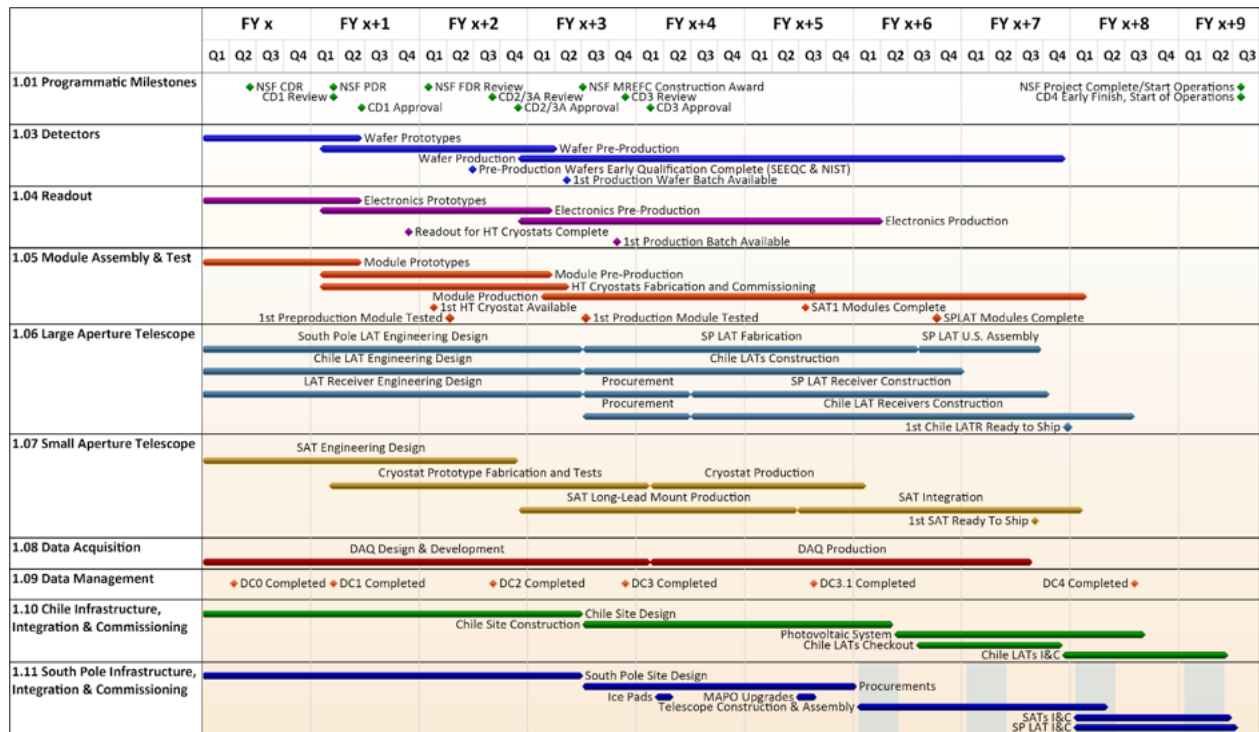 FY x FY x+1 FY x+2 FY x+3 FY x+4 FY x+5 FY x+6 FY x+7 FY x+8 FY x+9
Q1 Q2 Q3 Q4 Q1 Q2 Q3 Q4 Q1 Q2 Q3 Q4 Q1 Q2 Q3 Q4 Q1 Q2 Q3 Q4 Q1 Q2 Q3 Q4 Q1 Q2 Q3 Q4 Q1 Q2 Q3 Q4 Q1 Q2 Q3 Q4 Q1 Q2 Q3
1.01 Programmatic Milestones
NSF CDR NSF PDR NSF FDR Review NSF MREFC Construction Award NSF Project Complete/Start Operations
CD1 Review CD2/3A Review CD3 Review CD4 Early Finish, Start of Operations
CD1 Approval CD2/3A Approval CD3 Approval
1.03 Detectors
Wafer Prototypes
Wafer Pre-Production
Wafer Production
Pre-Production Wafers Early Qualification Complete (SEEQC & NIST)
1st Production Wafer Batch Available
1.04 Readout
Electronics Prototypes
Electronics Pre-Production
Electronics Production
Readout for HT Cryostats Complete
1st Production Batch Available
1.05 Module Assembly & Test
Module Prototypes
Module Pre-Production
HT Cryostats Fabrication and Commissioning
Module Production
1st HT Cryostat Available SAT1 Modules Complete
1st Preproduction Module Tested 1st Production Module Tested SPLAT Modules Complete
1.06 Large Aperture Telescope
South Pole LAT Engineering Design SP LAT Fabrication SP LAT U.S. Assembly
Chile LAT Engineering Design Chile LATs Construction
LAT Receiver Engineering Design Procurement SP LAT Receiver Construction
Procurement Chile LAT Receivers Construction
1st Chile LATR Ready to Ship
1.07 Small Aperture Telescope
SAT Engineering Design
Cryostat Prototype Fabrication and Tests Cryostat Production
SAT Long-Lead Mount Production SAT Integration
1st SAT Ready To Ship
1.08 Data Acquisition
DAQ Design & Development DAQ Production
1.09 Data Management
DC0 Completed DC1 Completed DC2 Completed DC3 Completed DC3.1 Completed DC4 Completed
1.10 Chile Infrastructure,
Integration & Commissioning
Chile Site Design
Chile Site Construction
Photovoltaic System
Chile LATs Checkout
Chile LATs I&C
1.11 South Pole Infrastructure,
Integration & Commissioning
South Pole Site Design
Procurements
Ice Pads MAPO Upgrades
Telescope Construction & Assembly
SATs I&C
SP LAT I&C